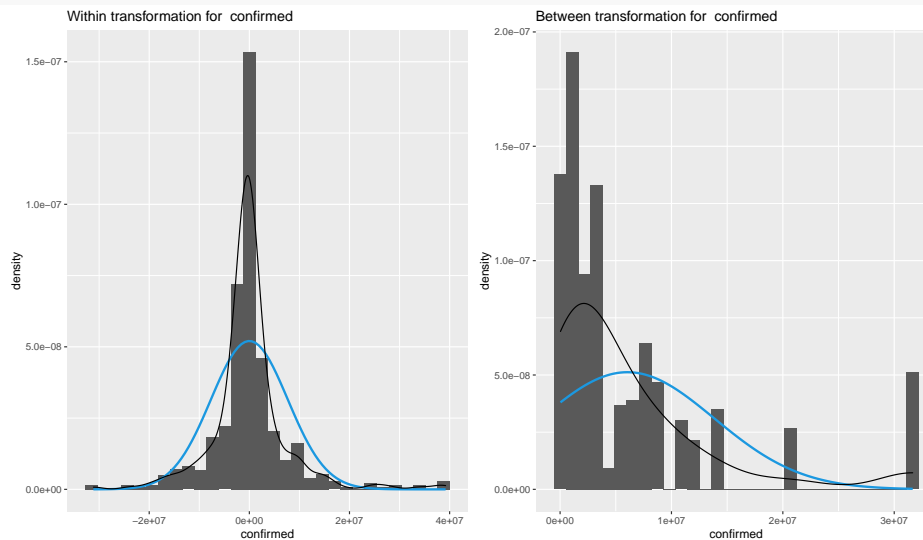 Within transformation for  confirmed
1.5e−07
1.0e−07
5.0e−08
0.0e+00
density
−2e+07
0e+00
2e+07
4e+07
confirmed
Between transformation for  confirmed
2.0e−07
1.5e−07
1.0e−07
5.0e−08
0.0e+00
density
0e+00
1e+07
2e+07
3e+07
confirmed